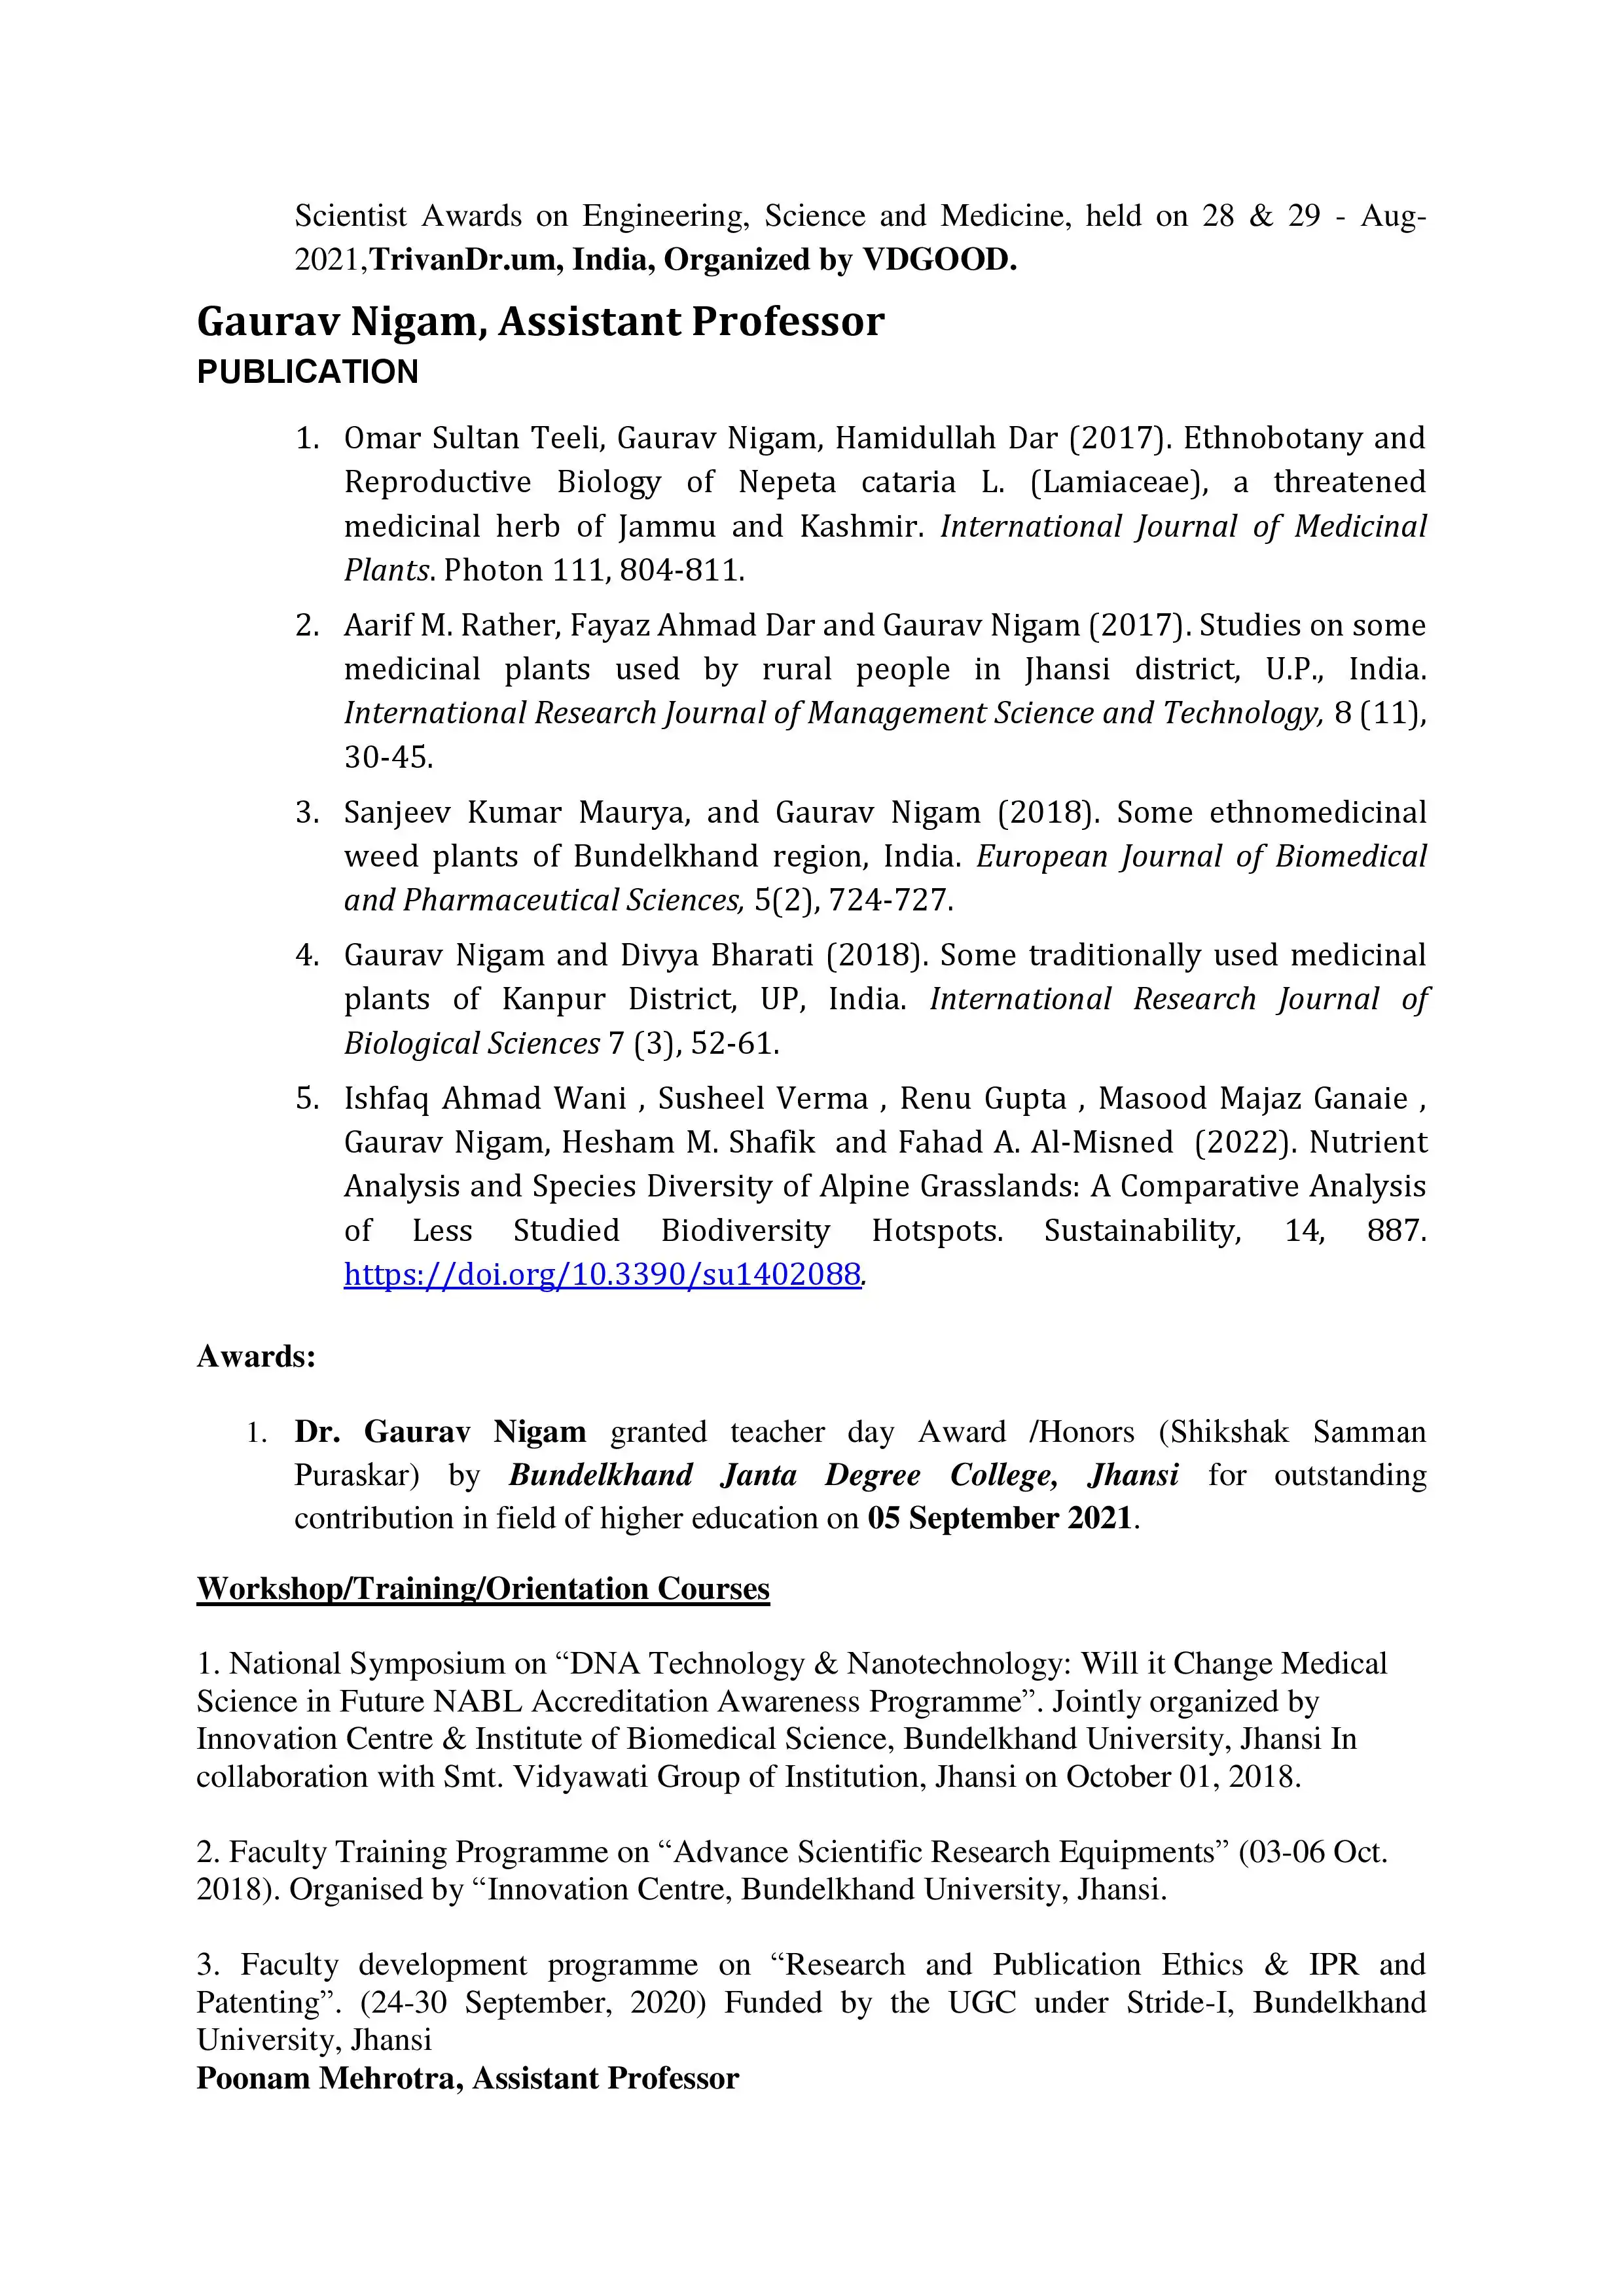 Scientist Awards on Engineering, Science and Medicine, held on 28 & 29 - Aug-
2021,TrivanDr.um, India, Organized by VDGOOD.
Gaurav Nigam, Assistant Professor
PUBLICATION
1. Omar Sultan Teeli, Gaurav Nigam, Hamidullah Dar (2017). Ethnobotany and
Reproductive Biology of Nepeta cataria L. (Lamiaceae), a threatened
medicinal herb of Jammu and Kashmir. International Journal of Medicinal
Plants. Photon 111, 804-811.
2. Aarif M. Rather, Fayaz Ahmad Dar and Gaurav Nigam (2017). Studies on some
medicinal plants used by rural people in Jhansi district, U.P., India.
International Research Journal of Management Science and Technology, 8 (11),
30-45.
3. Sanjeev Kumar Maurya, and Gaurav Nigam (2018). Some ethnomedicinal
weed plants of Bundelkhand region, India. European Journal of Biomedical
and Pharmaceutical Sciences, 5(2), 724-727.
4. Gaurav Nigam and Divya Bharati (2018). Some traditionally used medicinal
plants of Kanpur District, UP, India. International Research Journal of
Biological Sciences 7 (3), 52-61.
5. Ishfaq Ahmad Wani , Susheel Verma , Renu Gupta , Masood Majaz Ganaie ,
Gaurav Nigam, Hesham M. Shafik and Fahad A. Al-Misned (2022). Nutrient
Analysis and Species Diversity of Alpine Grasslands: A Comparative Analysis
of Less Studied Biodiversity Hotspots. Sustainability, 14, 887.
https://doi.org/10.3390/su1402088.
Awards:
1. Dr. Gaurav Nigam granted teacher day Award /Honors (Shikshak Samman
Puraskar) by Bundelkhand Janta Degree College, Jhansi for outstanding
contribution in field of higher education on 05 September 2021.
Workshop/Training/Orientation Courses
1. National Symposium on “DNA Technology & Nanotechnology: Will it Change Medical
Science in Future NABL Accreditation Awareness Programme”. Jointly organized by
Innovation Centre & Institute of Biomedical Science, Bundelkhand University, Jhansi In
collaboration with Smt. Vidyawati Group of Institution, Jhansi on October 01, 2018.
2. Faculty Training Programme on “Advance Scientific Research Equipments” (03-06 Oct.
2018). Organised by “Innovation Centre, Bundelkhand University, Jhansi.
3. Faculty development programme on “Research and Publication Ethics & IPR and
Patenting”. (24-30 September, 2020) Funded by the UGC under Stride-I, Bundelkhand
University, Jhansi
Poonam Mehrotra, Assistant Professor